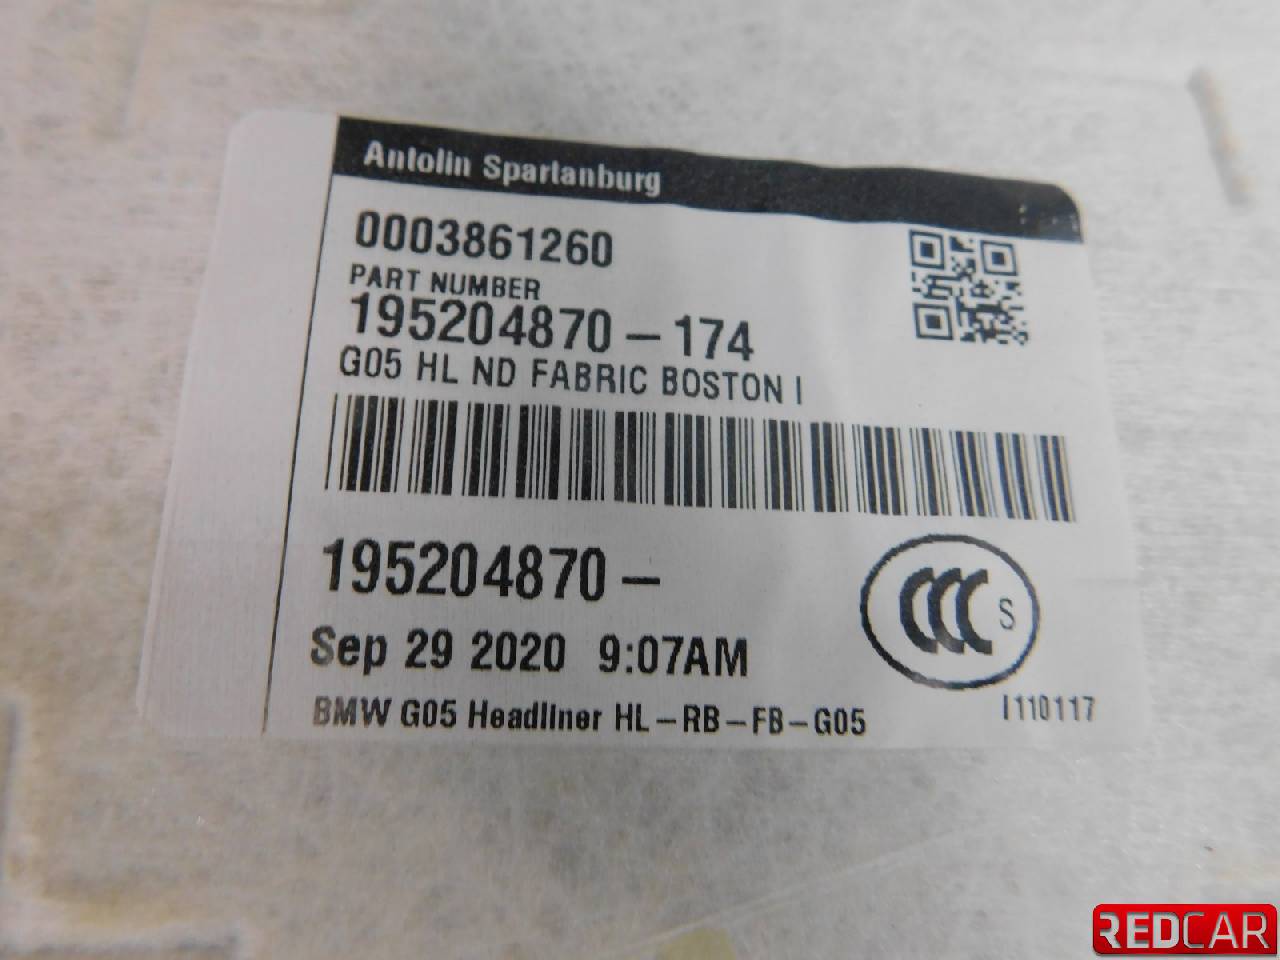 Antolin Spartanburg
0003861260
PART NUMBER
195204870-174
G05 HL ND FABRIC BOSTON I
195204870-
CCC S
Sep 29 2020 9:07AM
BMW G05 Headliner HL-RB-FB-G05
I110117
REDCAR